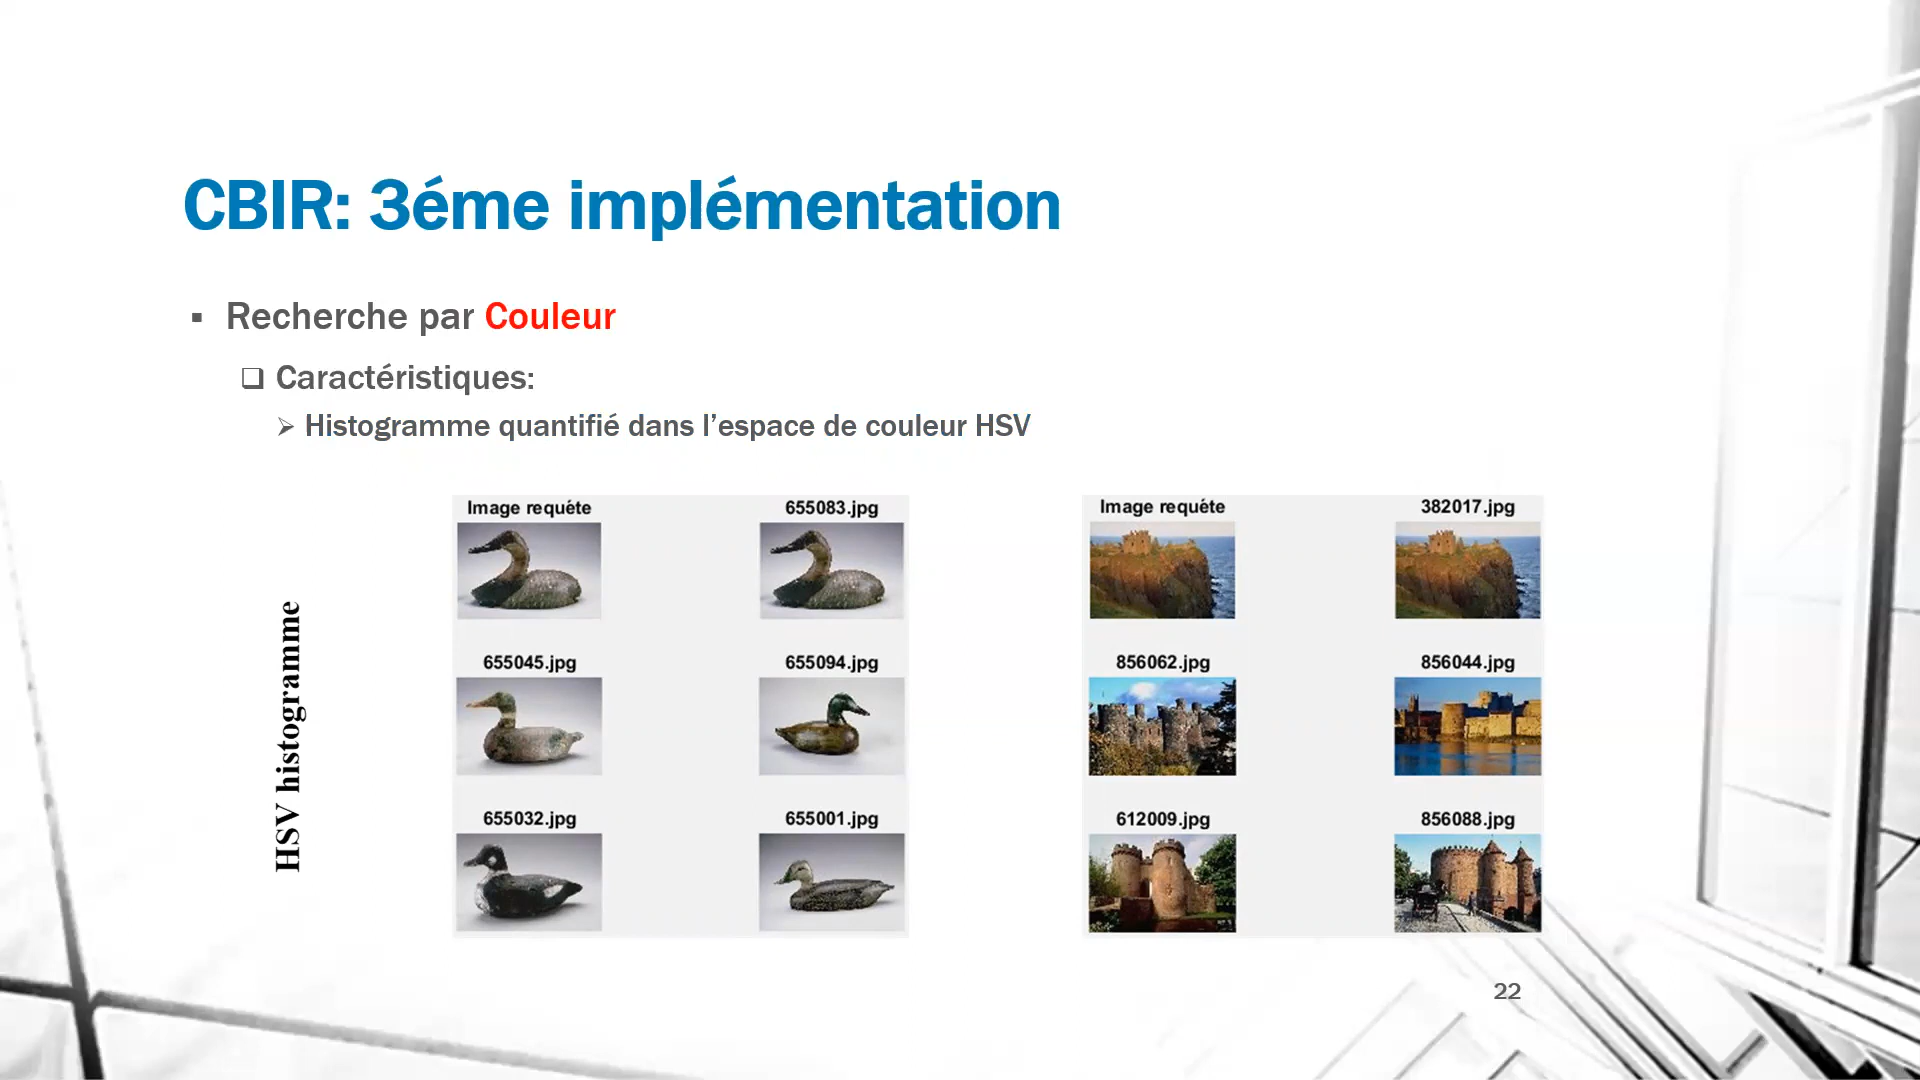 CBIR: 3éme implémentation
Recherche par Couleur
Caractéristiques:
Histogramme quantifié dans l’espace de couleur HSV
HSV histogramme
Image requéte 655083.jpg
655045.jpg 655094.jpg
655032.jpg 655001.jpg
Image requéte 382017.jpg
856062.jpg 856044.jpg
612009.jpg 856088.jpg
22